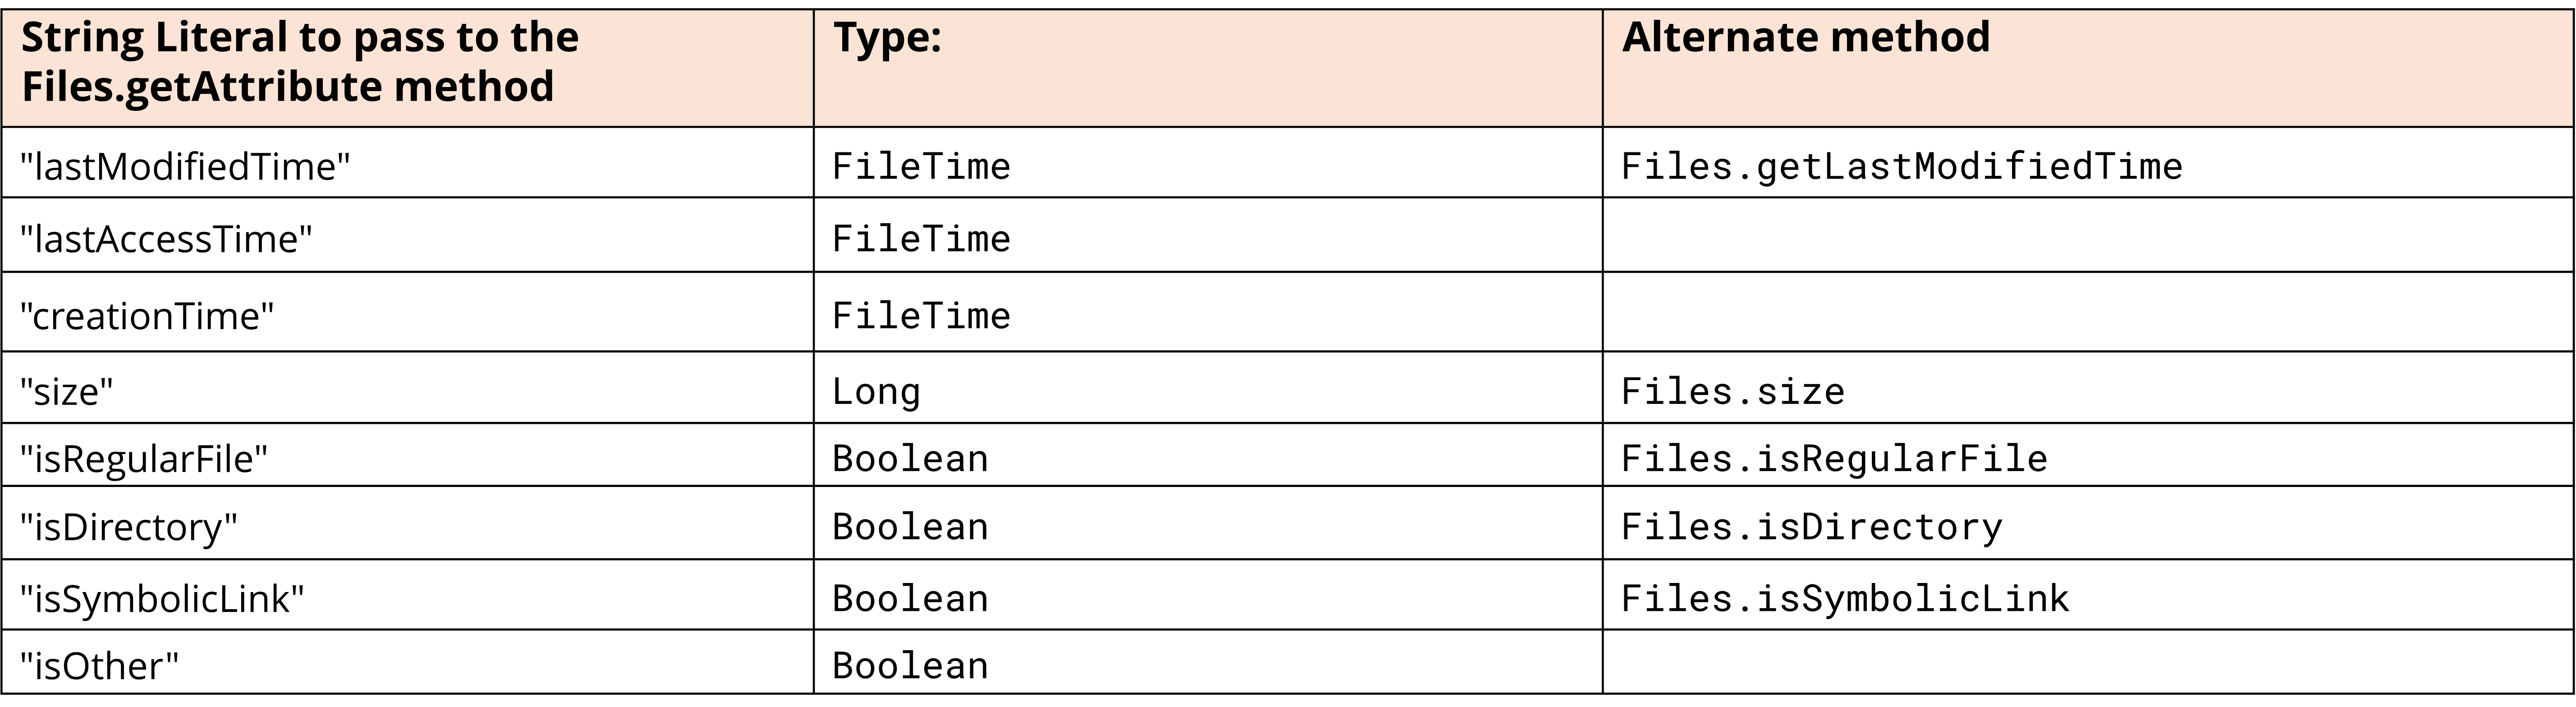 String Literal to pass to the
Files.getAttribute method
Type:
Alternate method
"lastModifiedTime"
FileTime
Files.getLastModifiedTime
"lastAccessTime"
FileTime
"creationTime"
FileTime
"size"
Long
Files.size
"isRegularFile"
Boolean
Files.isRegularFile
"isDirectory"
Boolean
Files.isDirectory
"isSymbolicLink"
Boolean
Files.isSymbolicLink
"isOther"
Boolean